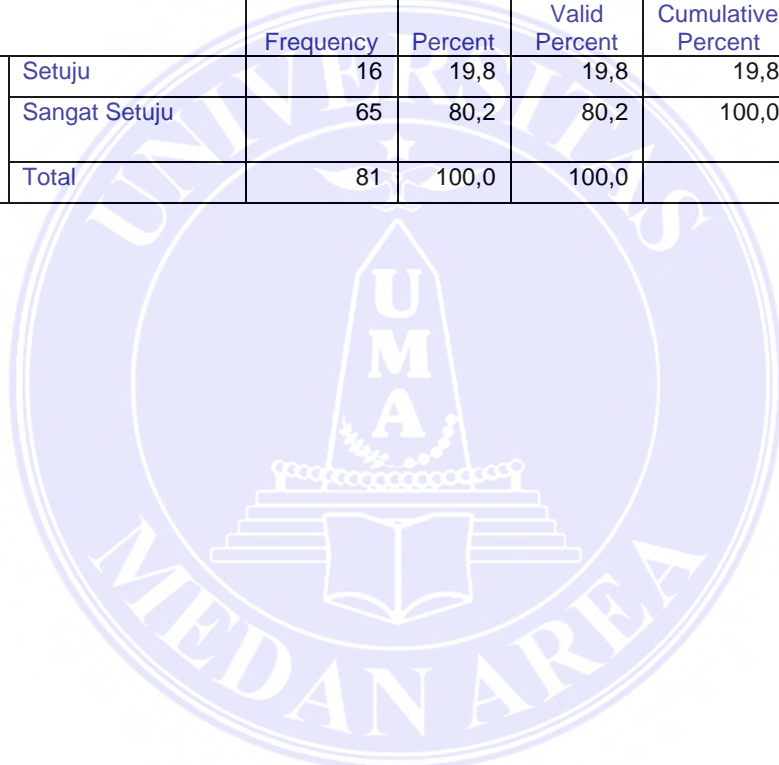 Frequency Percent Valid Percent Cumulative Percent
Setuju 16 19,8 19,8 19,8
Sangat Setuju 65 80,2 80,2 100,0
Total 81 100,0 100,0
UNIVERSITAS
UMA
MEDAN AREA